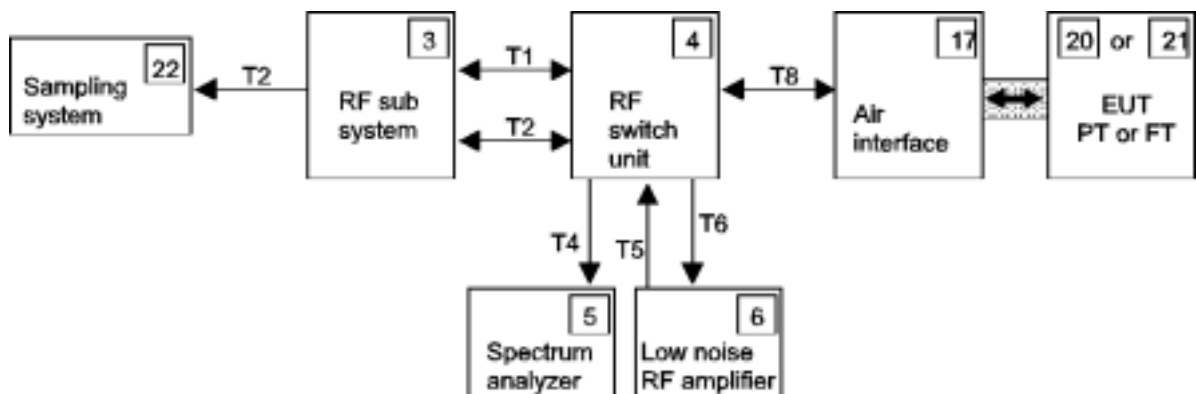 22
Sampling
system
T2
3
RF sub
system
T1
T2
4
RF
switch
unit
T8
17
Air
interface
20 or 21
EUT
PT or FT
T4
T5
T6
5
Spectrum
analyzer
6
Low noise
RF amplifier